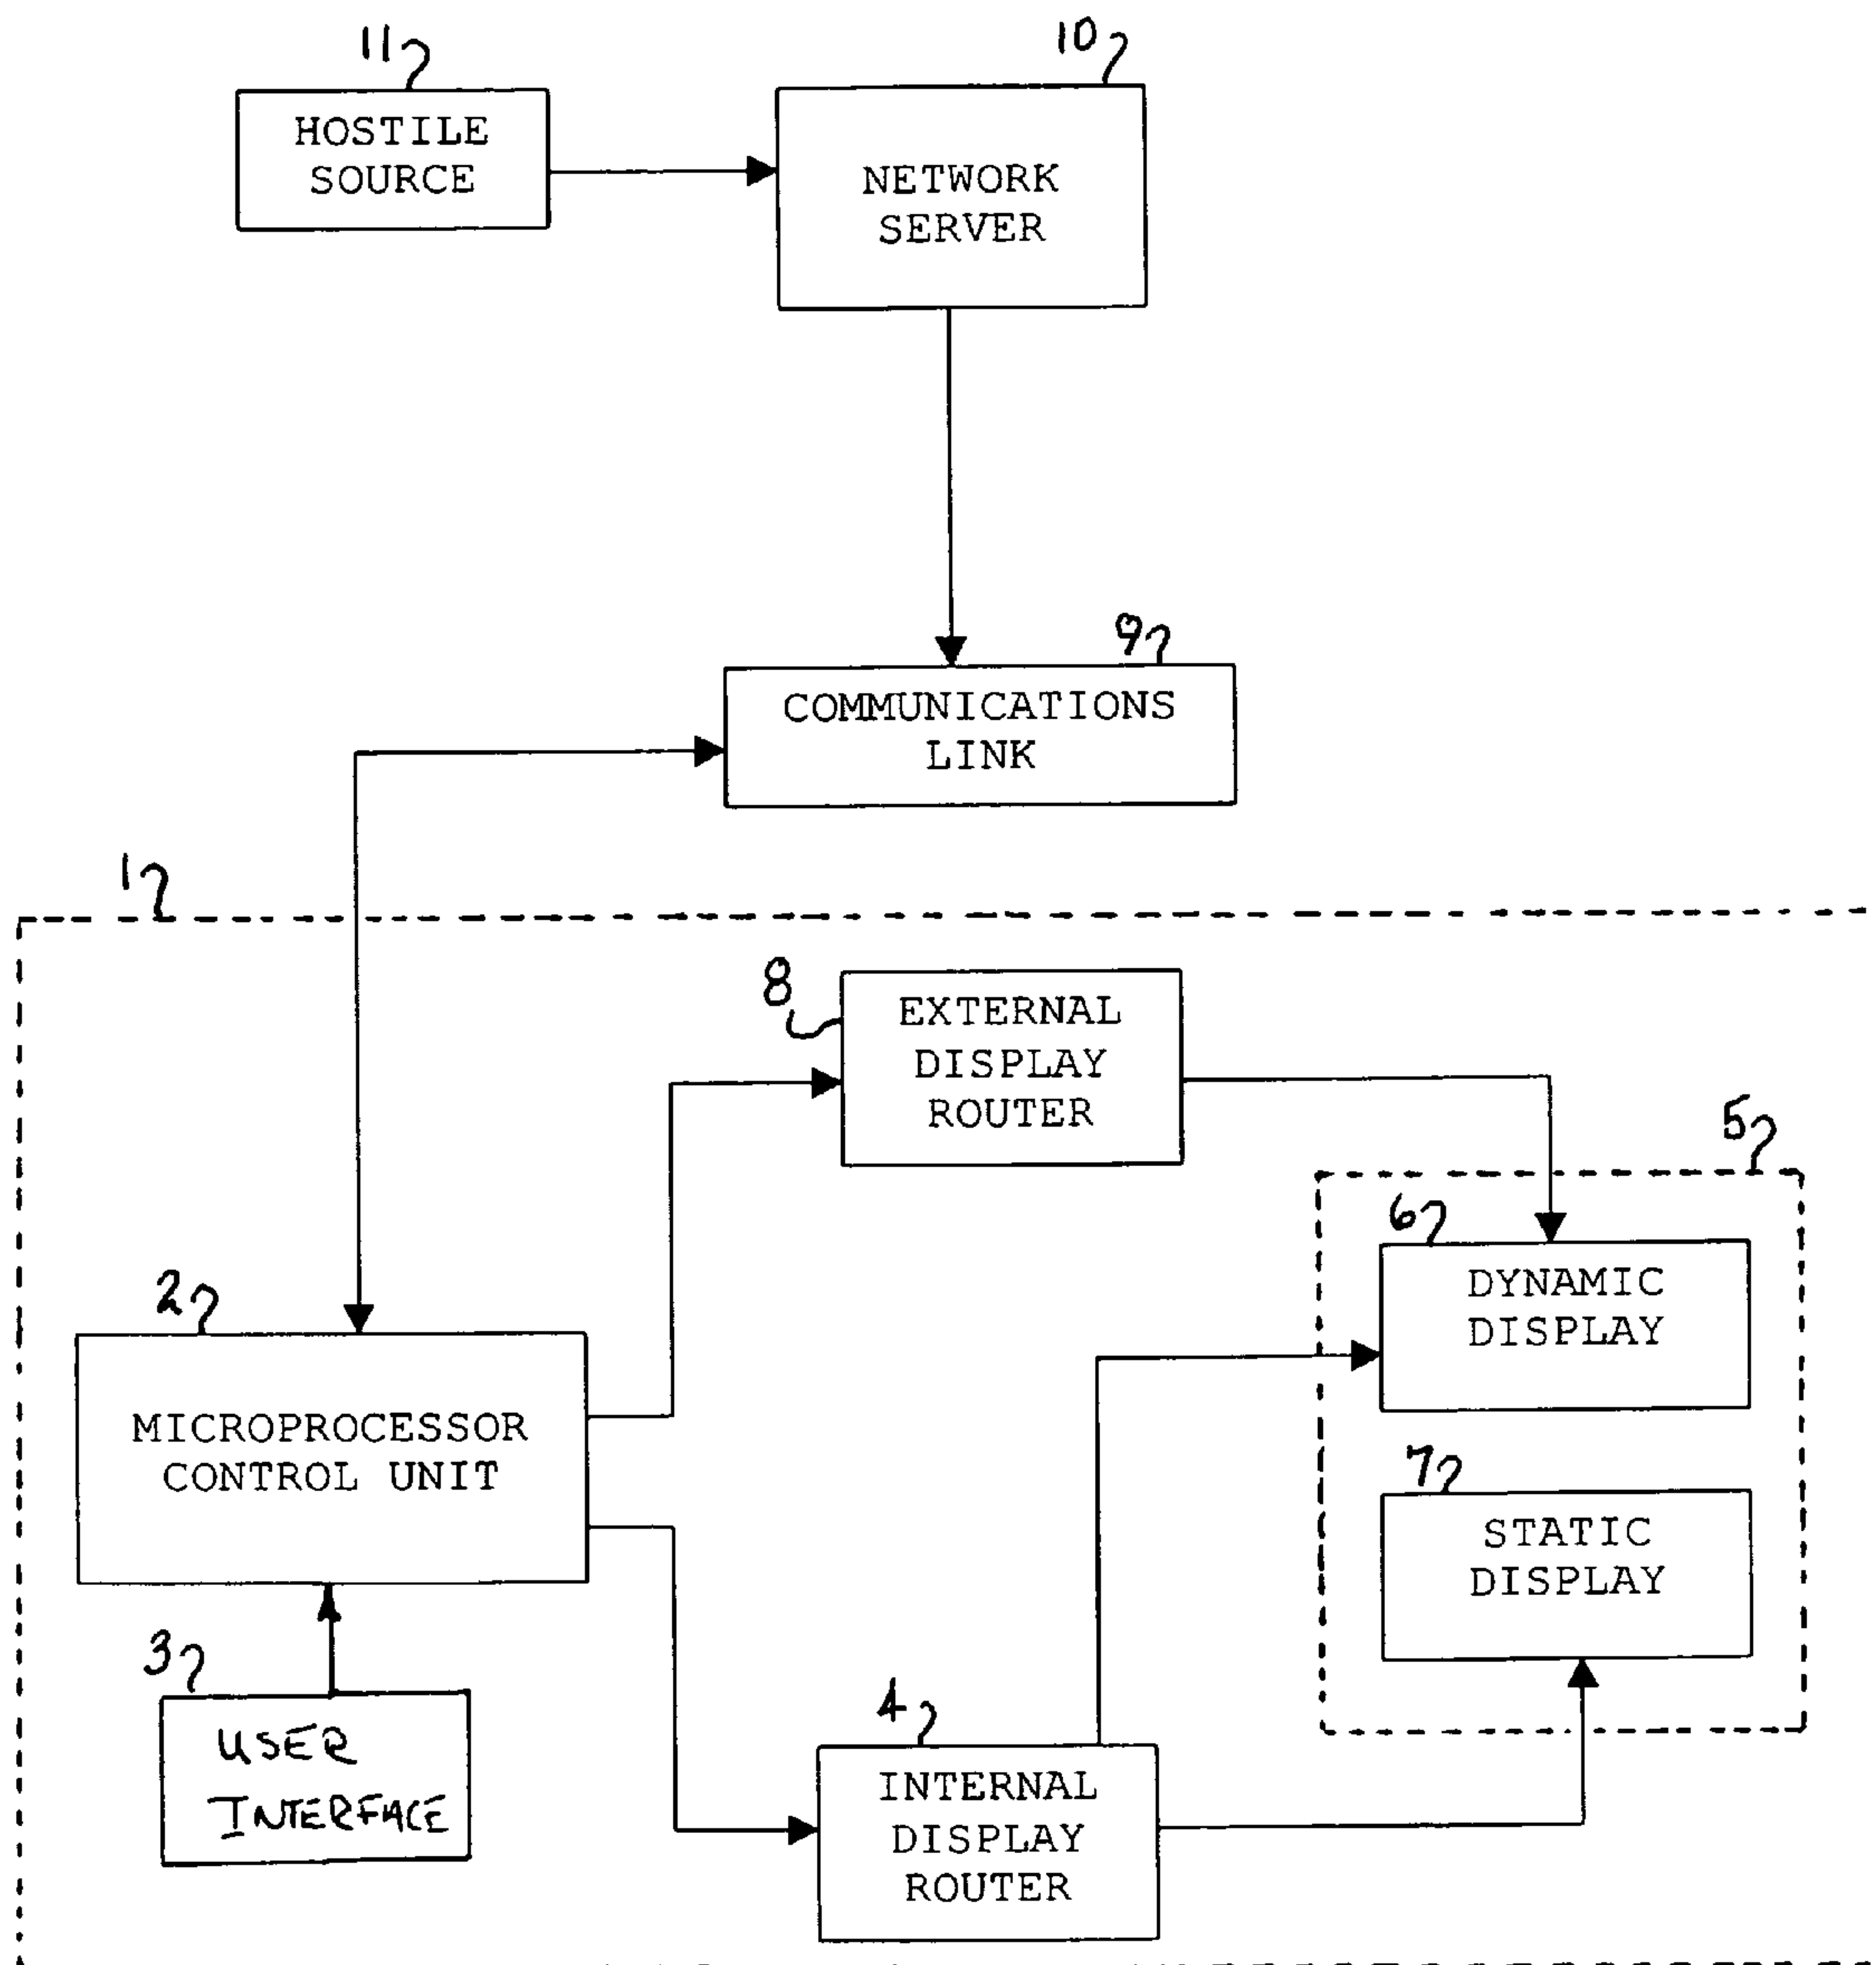 11
HOSTILE
SOURCE
10
NETWORK
SERVER
9
COMMUNICATIONS
LINK
1
8
EXTERNAL
DISPLAY
ROUTER
5
6
DYNAMIC
DISPLAY
2
MICROPROCESSOR
CONTROL UNIT
7
STATIC
DISPLAY
3
USER
INTERFACE
4
INTERNAL
DISPLAY
ROUTER